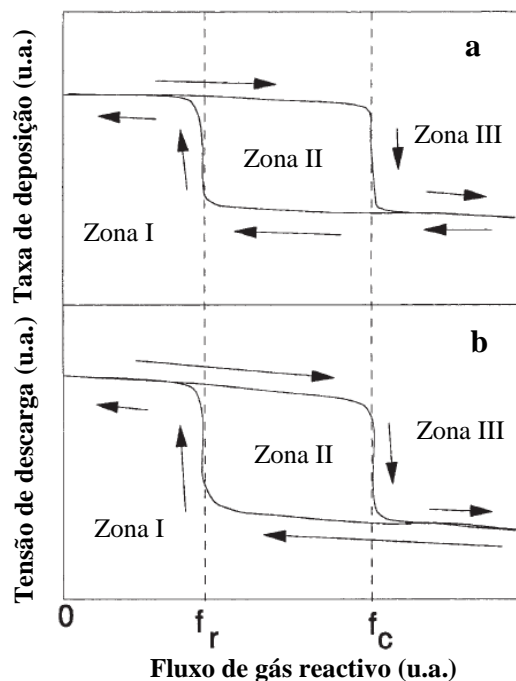 Taxa de deposição (u.a.)
a
Zona III
Zona II
Zona I
Tensão de descarga (u.a.)
b
Zona III
Zona II
Zona I
0
f_r
f_c
Fluxo de gás reactivo (u.a.)